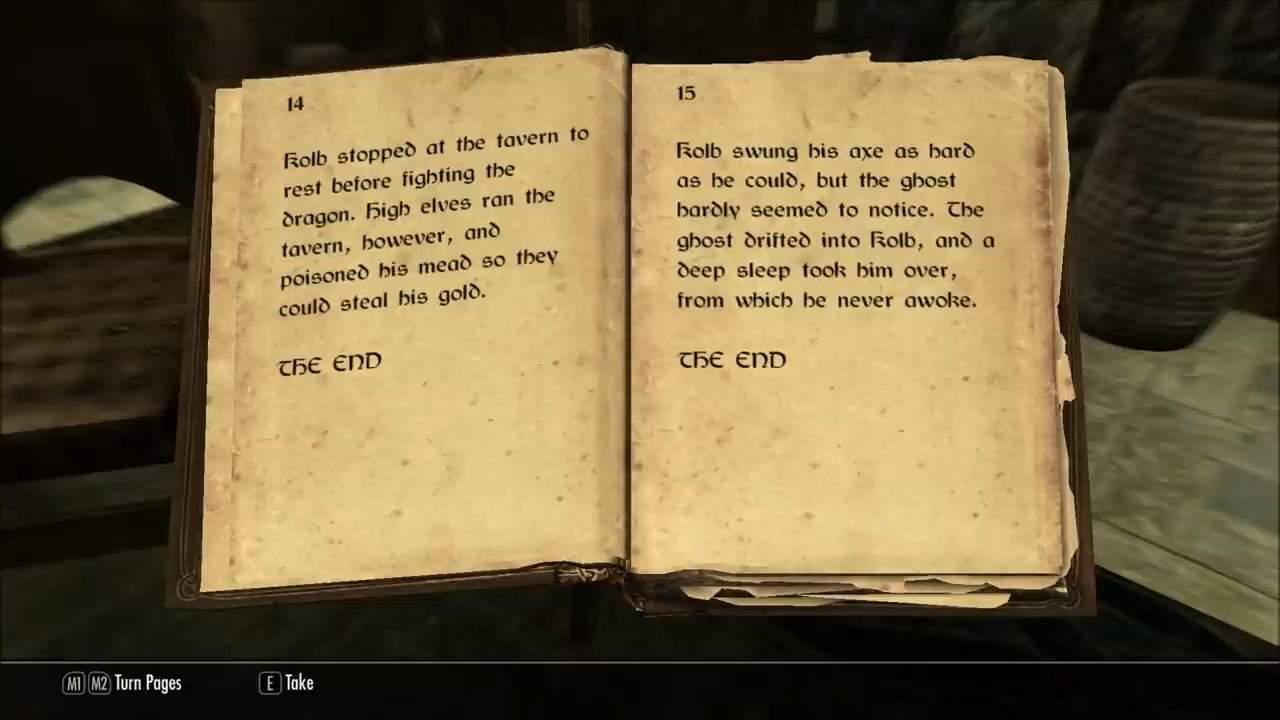 14
Kolb stopped at the tavern to
rest before fighting the
dragon. High elves ran the
tavern, however, and
poisoned his mead so they
could steal his gold.
THE END
15
Kolb swung his axe as hard
as he could, but the ghost
hardly seemed to notice. The
ghost drifted into Kolb, and a
deep sleep took him over,
from which he never awoke.
THE END
M1 M2 Turn Pages
E Take